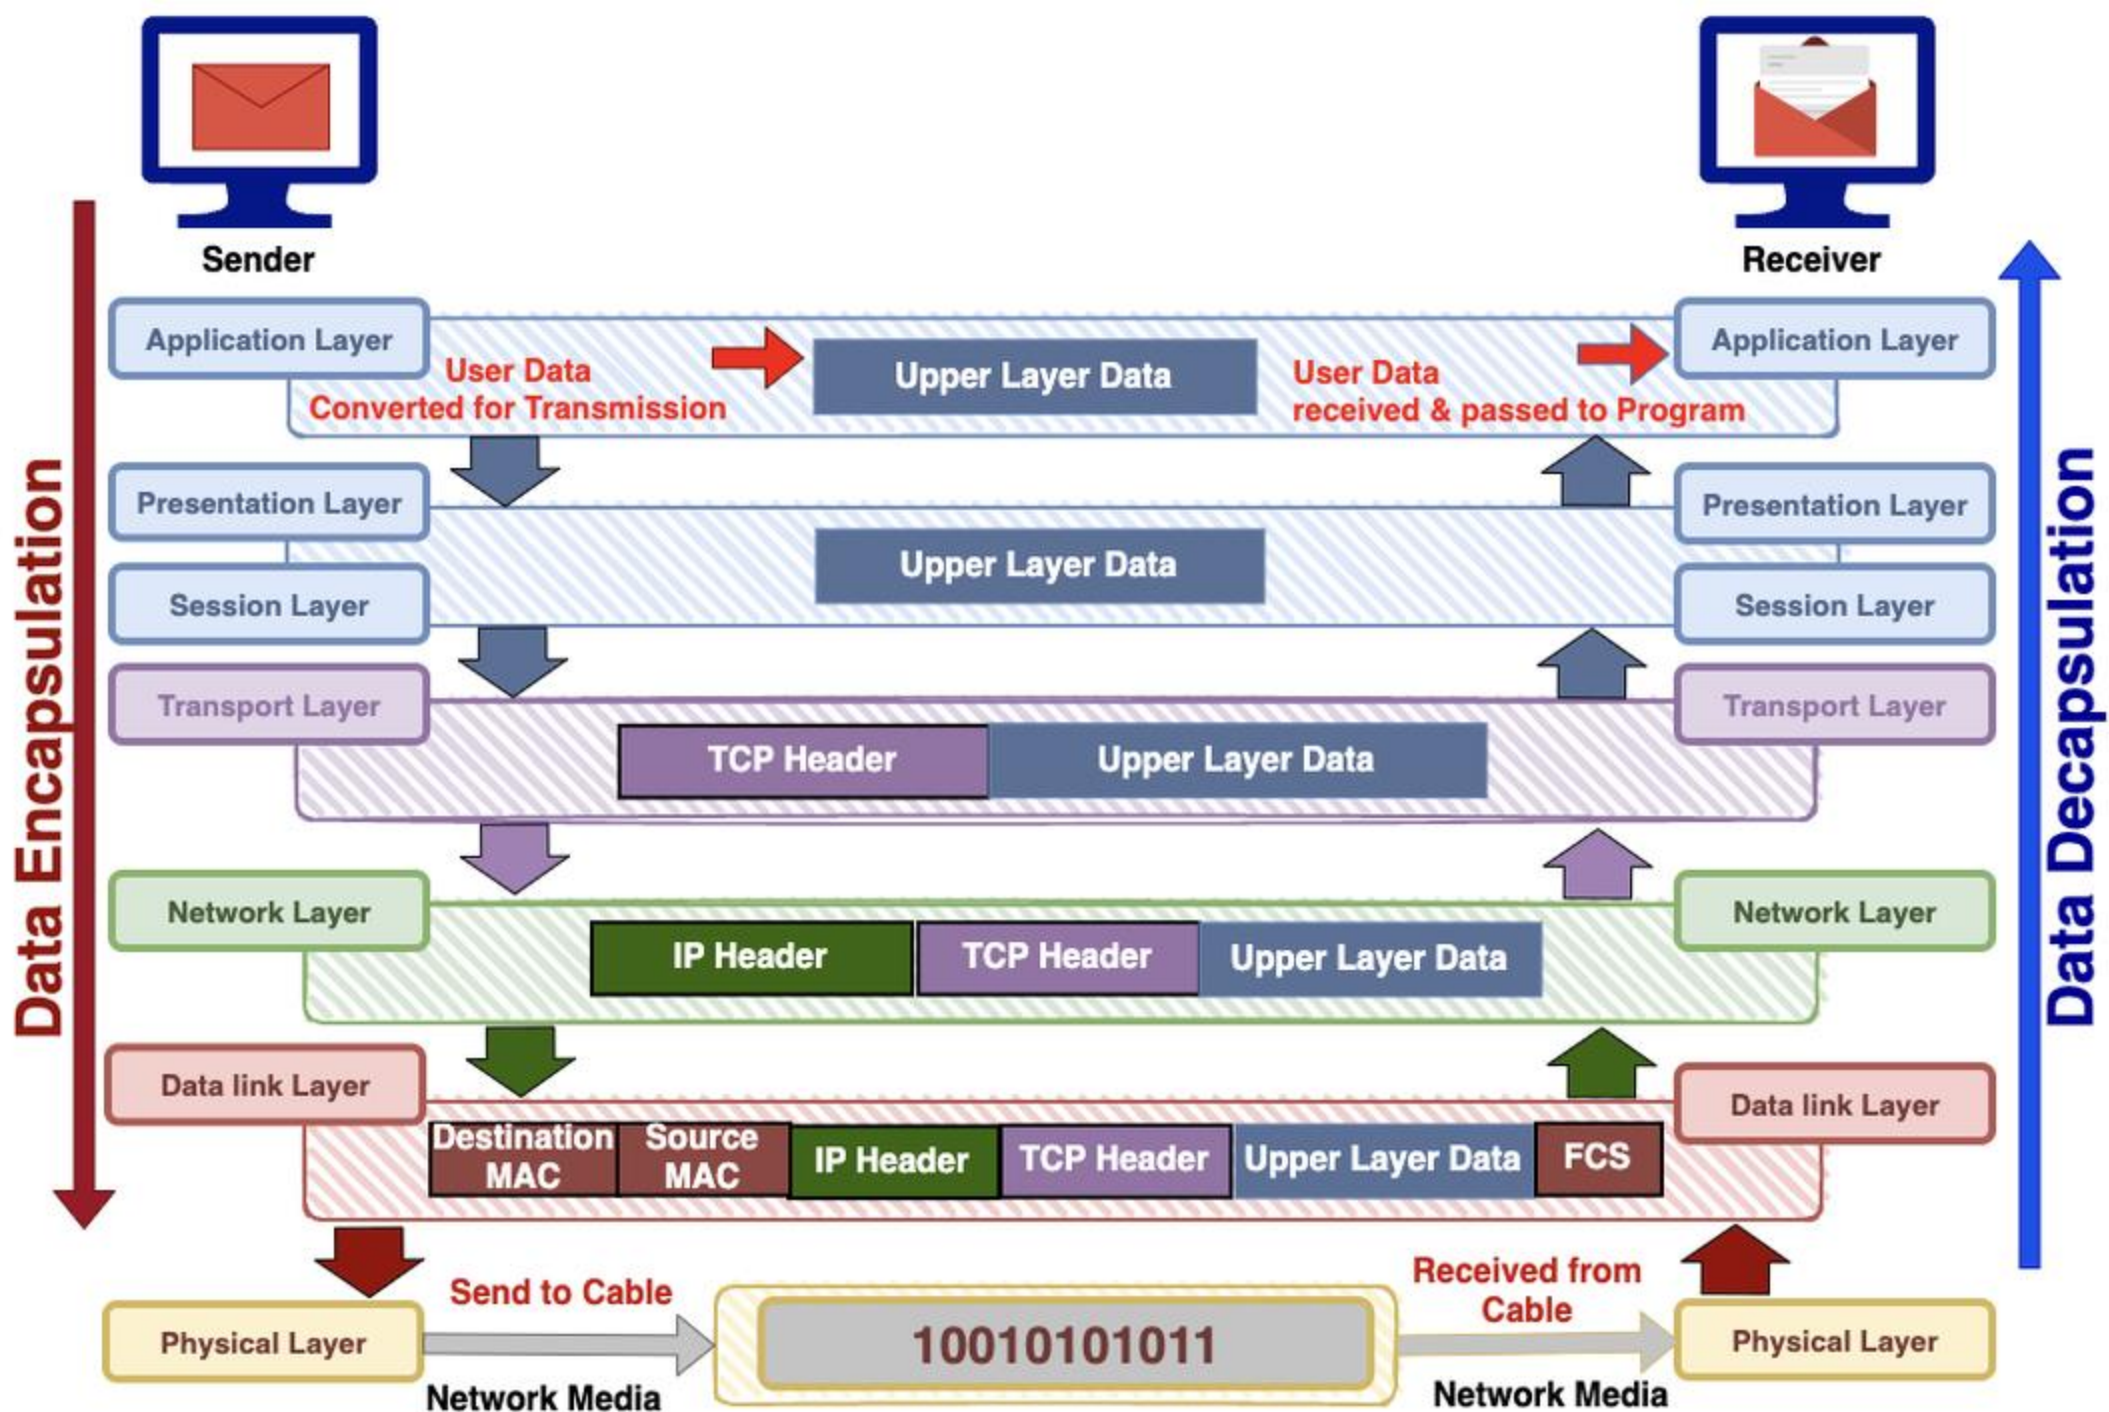 Sender
Receiver
Data Encapsulation
Data Decapsulation
Application Layer
User Data
Converted for Transmission
Upper Layer Data
User Data
received & passed to Program
Application Layer
Presentation Layer
Session Layer
Upper Layer Data
Presentation Layer
Session Layer
Transport Layer
TCP Header
Upper Layer Data
Transport Layer
Network Layer
IP Header
TCP Header
Upper Layer Data
Network Layer
Data link Layer
Destination
MAC
Source
MAC
IP Header
TCP Header
Upper Layer Data
FCS
Data link Layer
Physical Layer
Send to Cable
Network Media
10010101011
Received from
Cable
Network Media
Physical Layer